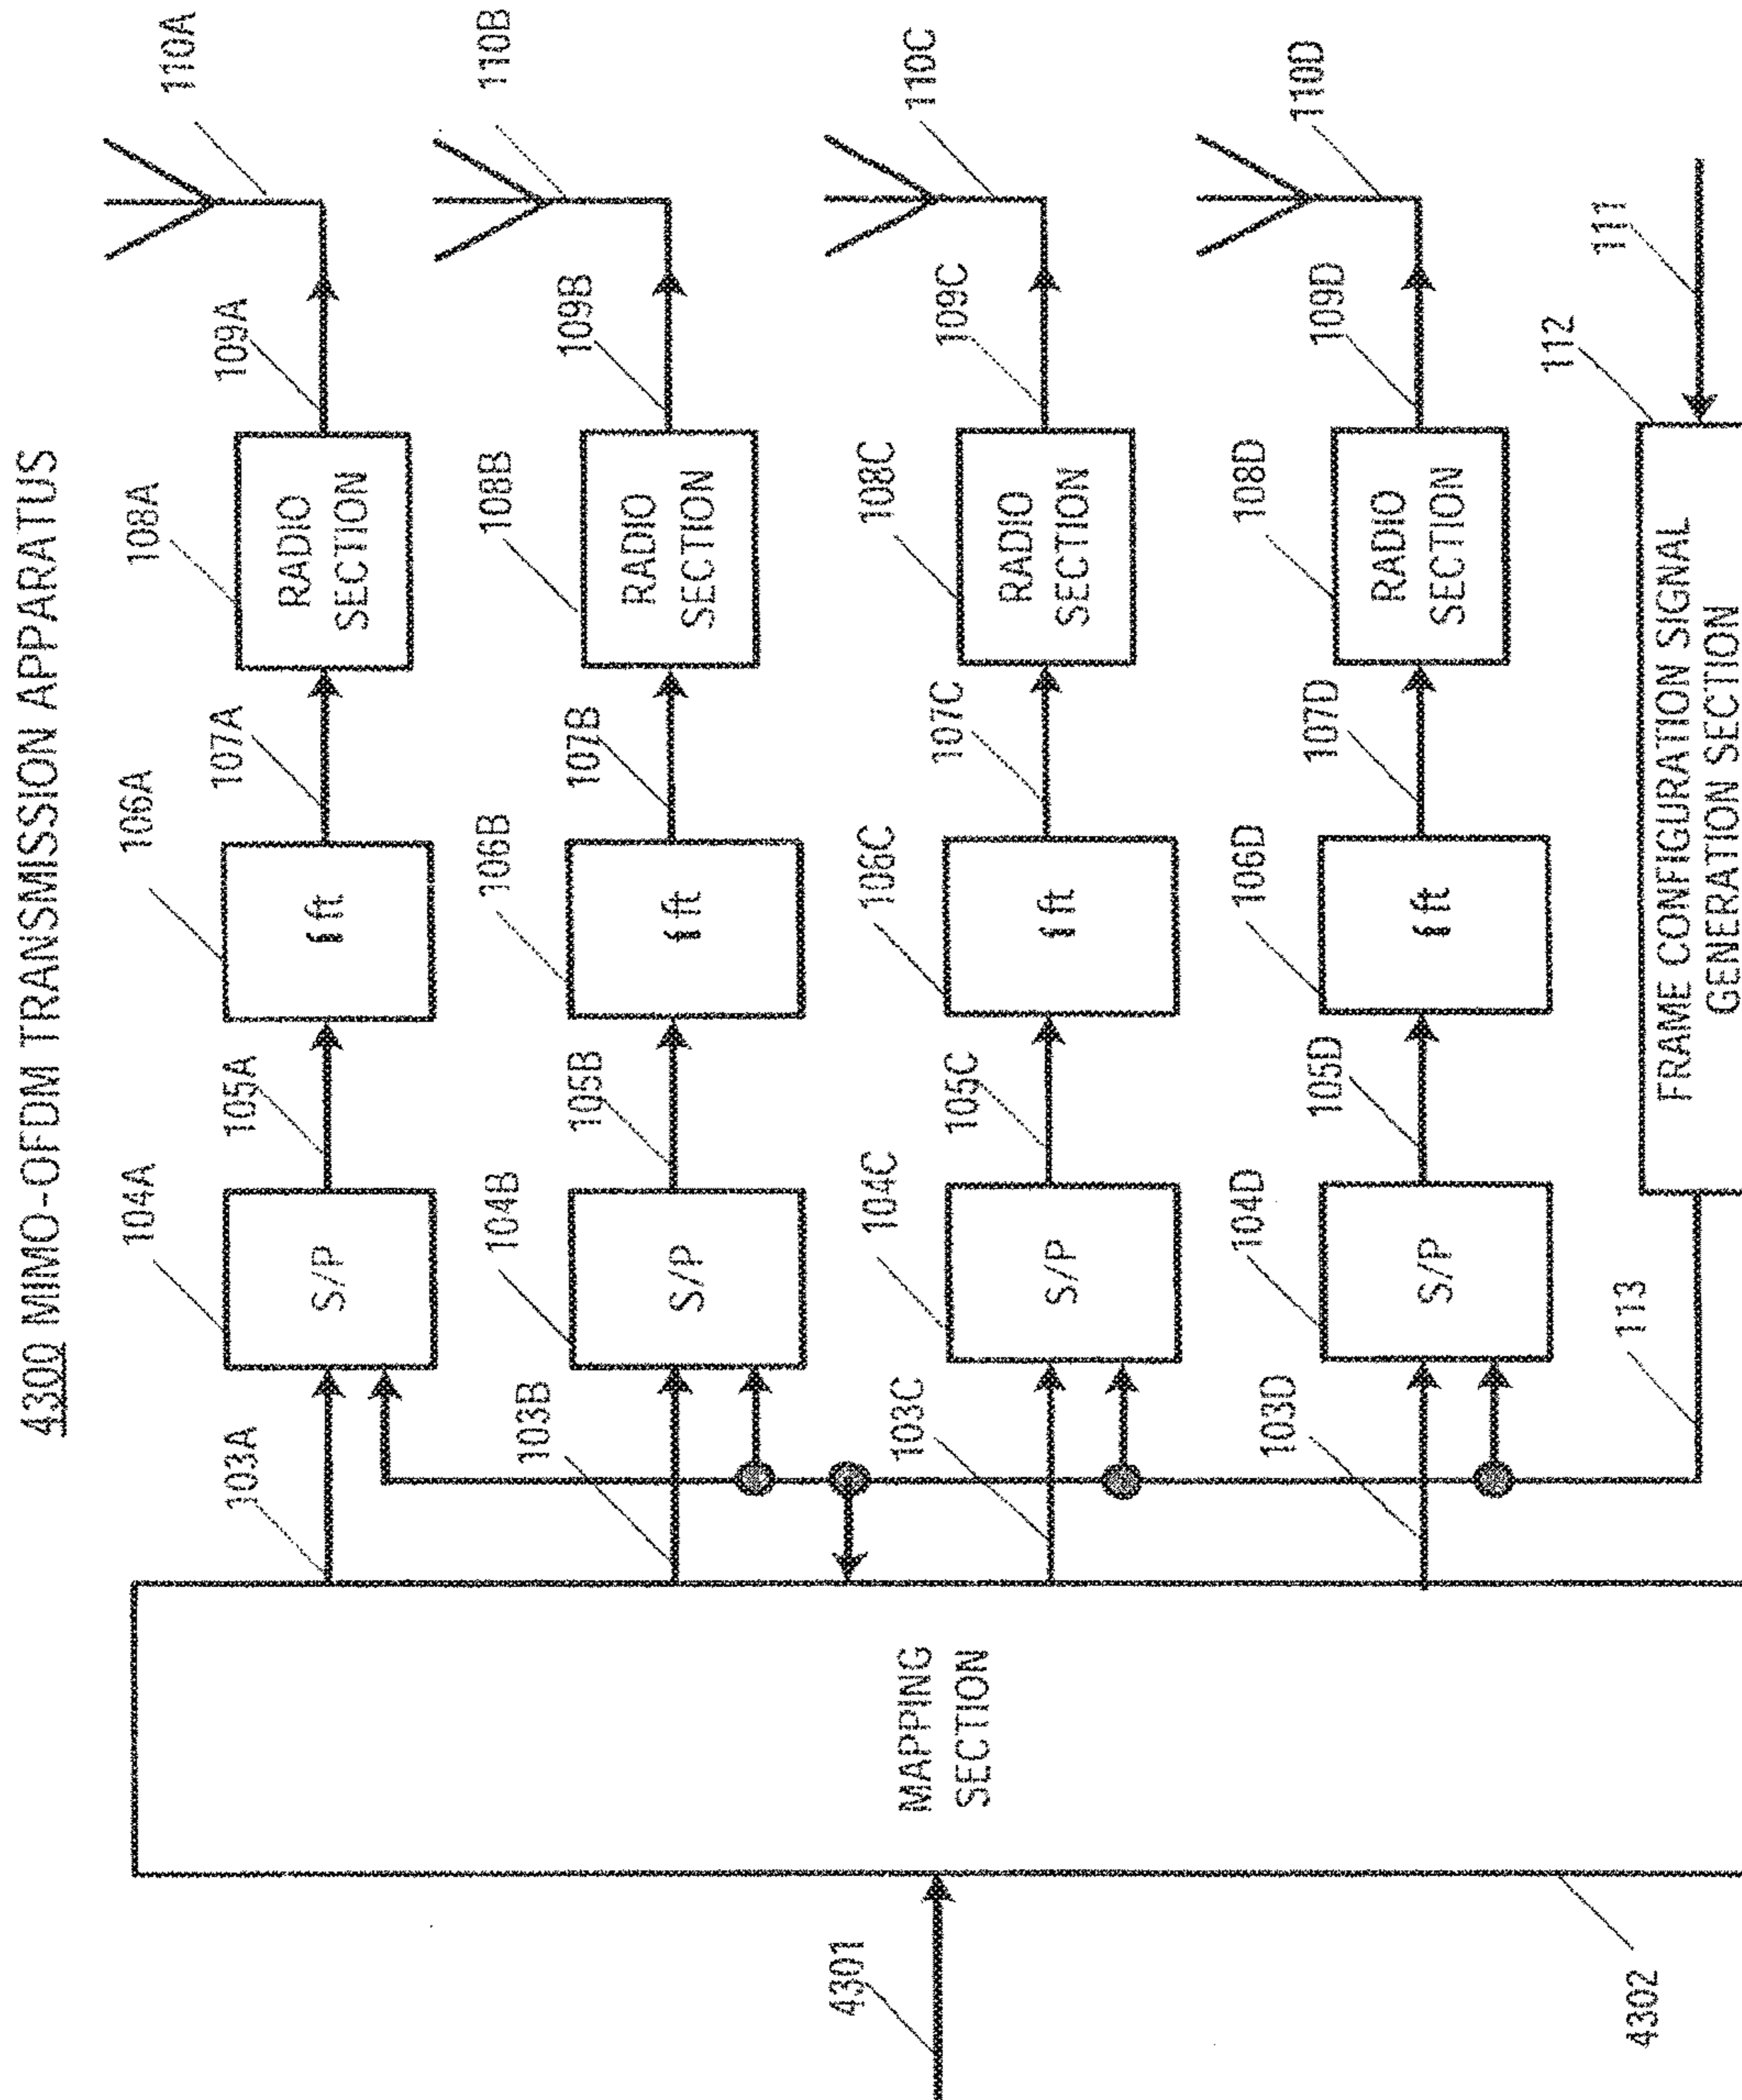 4300 MIMO-OFDM TRANSMISSION APPARATUS
4301
4302
MAPPING
SECTION
103A
104A
S/P
105A
106A
ifft
107A
108A
RADIO
SECTION
109A
110A
103B
104B
S/P
105B
106B
ifft
107B
108B
RADIO
SECTION
109B
110B
103C
104C
S/P
105C
106C
ifft
107C
108C
RADIO
SECTION
109C
110C
103D
104D
S/P
105D
106D
ifft
107D
108D
RADIO
SECTION
109D
110D
113
FRAME CONFIGURATION SIGNAL
GENERATION SECTION
112
111